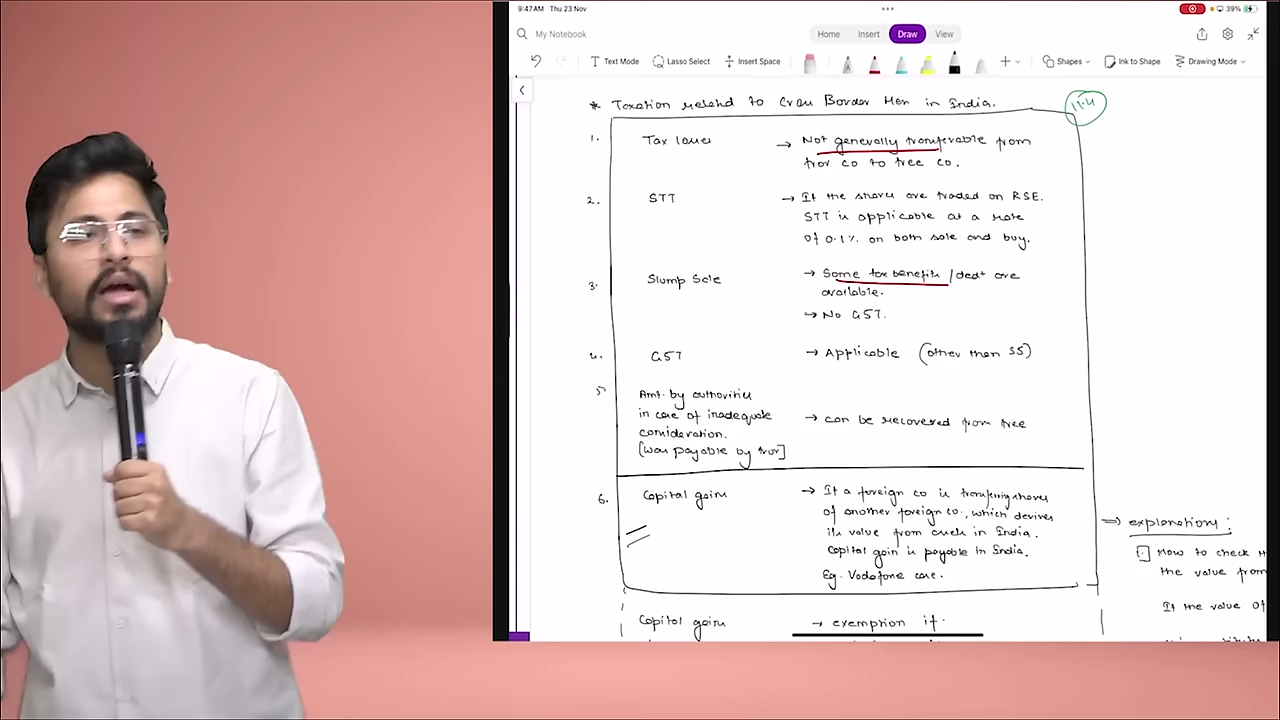 9:47 AM Thu 23 Nov
39%
My Notebook
Home Insert Draw View
Text Mode Lasso Select Insert Space Shapes Ink to Shape Drawing Mode
* Taxation related to Cross Border Mer in India.
11.4
1. Tax losses → Not generally transferable from
tror co to tree co.
2. STT → If the shares are traded on RSE.
STT is applicable at a rate
of 0.1% on both sale and buy.
3. Slump Sale → Some tax benefits / dedn are
available.
→ No GST.
4. GST → Applicable (other than SS)
5 Amt. by authorities
in case of inadequate
consideration.
[was payable by tror]
→ can be recovered from tree
6. Capital gains → If a foreign co is transferring shares
of another foreign co., which derives
its value from assets in India.
Capital gain is payable in India.
Eg. Vodafone case.
⇒ explanations:
[·] How to check
the value from
If the value of
Capital gains → exemption if